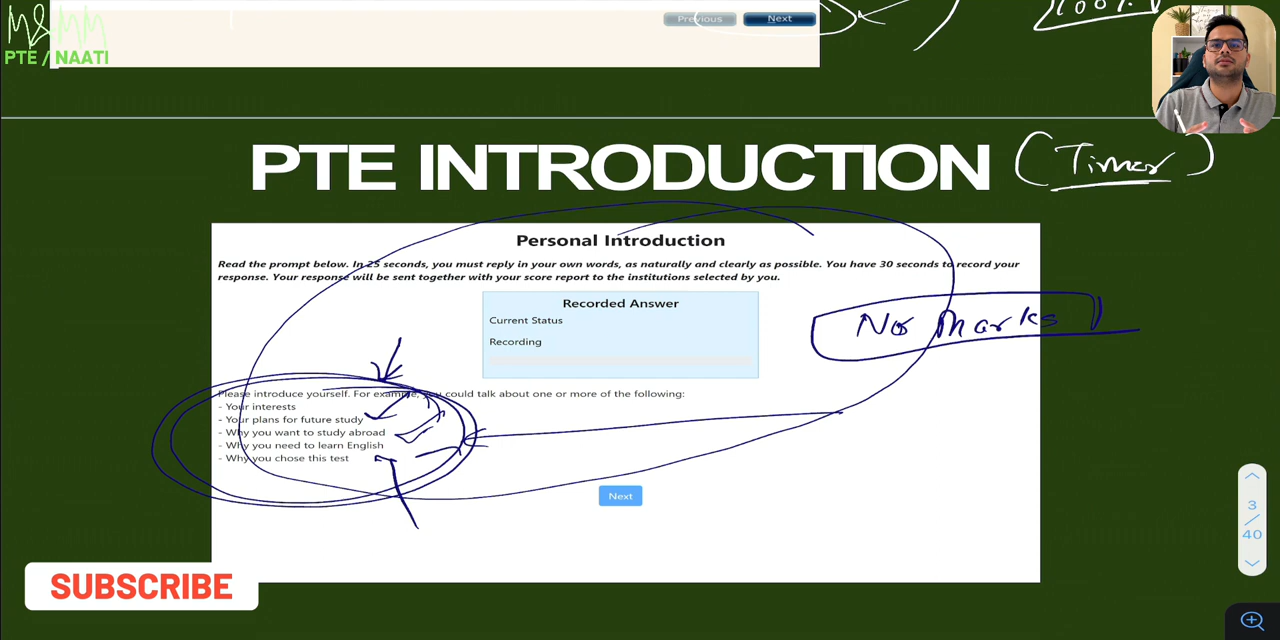 Previous Next
100%
PTE / NAATI
PTE INTRODUCTION (Timer)
Personal Introduction
Read the prompt below. In 25 seconds, you must reply in your own words, as naturally and clearly as possible. You have 30 seconds to record your
response. Your response will be sent together with your score report to the institutions selected by you.
Recorded Answer
Current Status
Recording
No Marks
Please introduce yourself. For example, you could talk about one or more of the following:
- Your interests
- Your plans for future study
- Why you want to study abroad
- Why you need to learn English
- Why you chose this test
Next
SUBSCRIBE
3
/
40